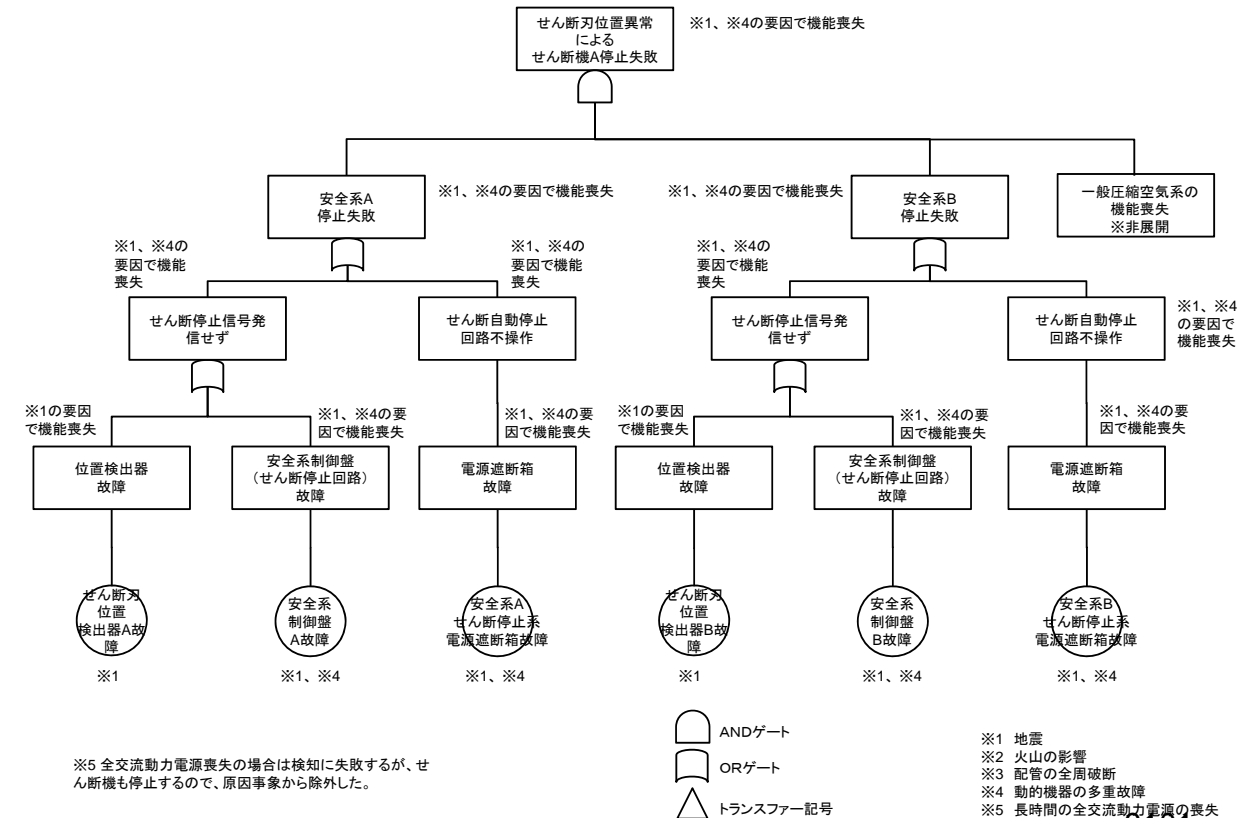 せん断刃位置異常
による
せん断機A停止失敗
※1、※4の要因で機能喪失
安全系A
停止失敗
※1、※4の要因で機能喪失
※1、※4の要因で機能喪失
安全系B
停止失敗
一般圧縮空気系の
機能喪失
※非展開
※1、※4の
要因で機能
喪失
※1、※4の
要因で機能
喪失
※1、※4の
要因で機能
喪失
せん断停止信号発
信せず
せん断自動停止
回路不操作
せん断停止信号発
信せず
せん断自動停止
回路不操作
※1、※4
の要因で
機能喪失
※1の要因
で機能喪失
※1、※4の要
因で機能喪失
※1、※4の要
因で機能喪失
※1の要因
で機能喪失
※1、※4の要
因で機能喪失
※1、※4の要
因で機能喪失
位置検出器
故障
安全系制御盤
（せん断停止回路）
故障
電源遮断箱
故障
位置検出器
故障
安全系制御盤
（せん断停止回路）
故障
電源遮断箱
故障
せん断刃
位置
検出器A故
障
安全系
制御盤
A故障
安全系A
せん断停止系
電源遮断箱故障
せん断刃
位置
検出器B故
障
安全系
制御盤
B故障
安全系B
せん断停止系
電源遮断箱故障
※1
※1、※4
※1、※4
※1
※1、※4
※1、※4
※5 全交流動力電源喪失の場合は検知に失敗するが、せ
ん断機も停止するので、原因事象から除外した。
ANDゲート
ORゲート
トランスファー記号
※1 地震
※2 火山の影響
※3 配管の全周破断
※4 動的機器の多重故障
※5 長時間の全交流動力電源の喪失